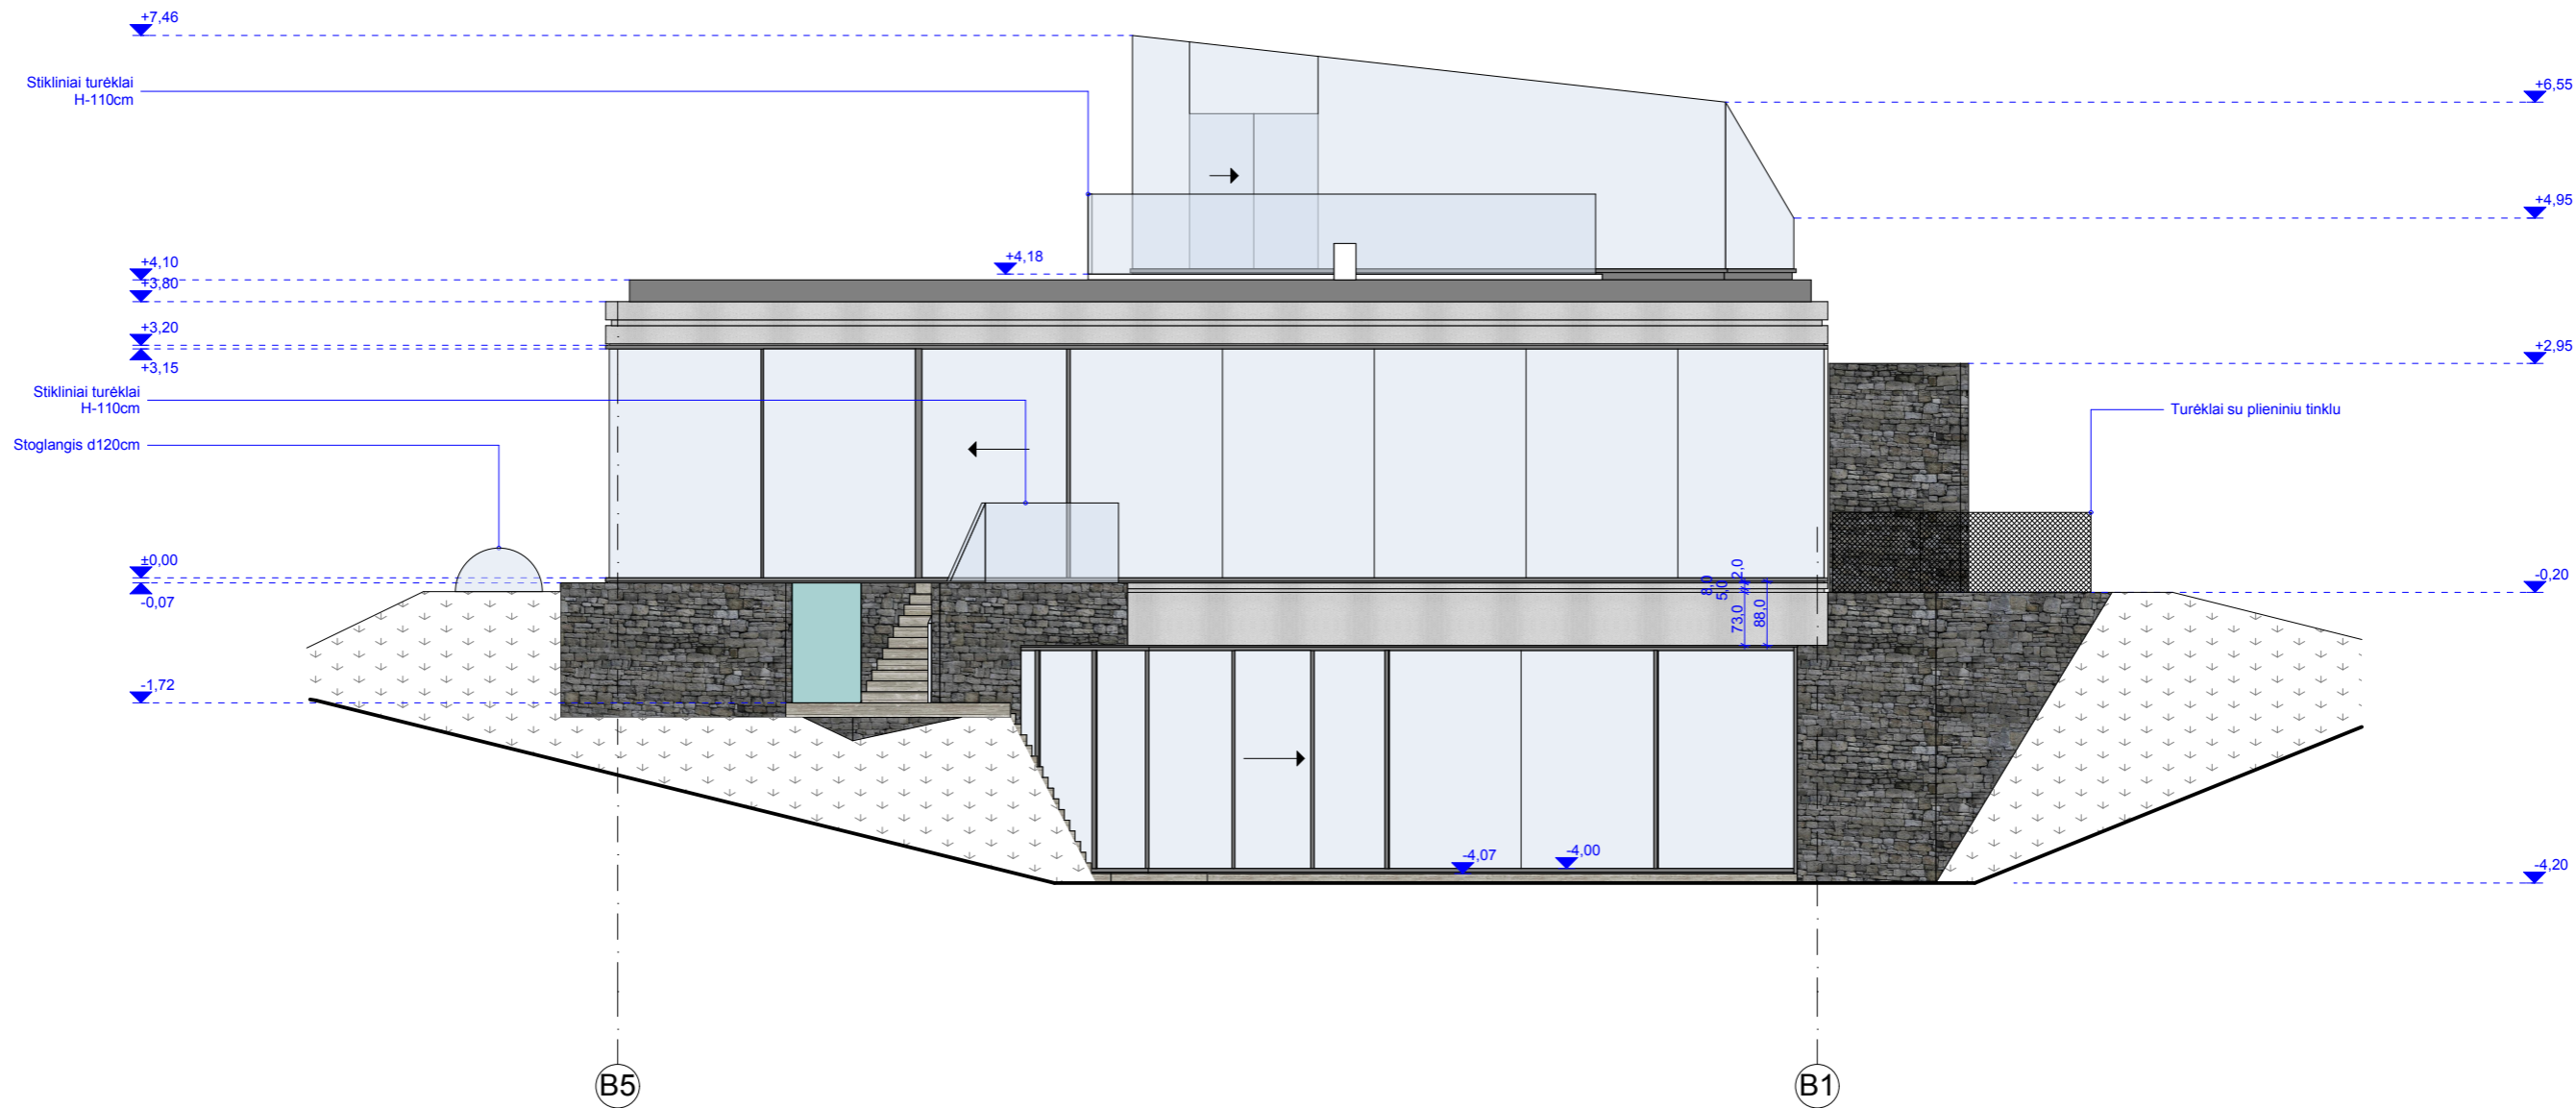 +7,46
Stikliniai turėklai
H-110cm
+6,55
+4,95
+4,18
+4,10
+3,80
+3,20
+3,15
+2,95
Stikliniai turėklai
H-110cm
Turėklai su plieniniu tinklu
Stoglangis d120cm
±0,00
-0,07
8,0
5,0
2,0
73,0
88,0
-0,20
-1,72
-4,07
-4,00
-4,20
B5
B1